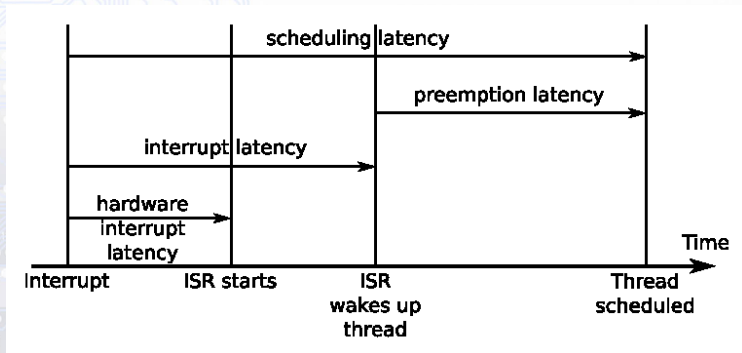 scheduling latency
preemption latency
interrupt latency
hardware
interrupt
latency
Time
Interrupt
ISR starts
ISR
wakes up
thread
Thread
scheduled